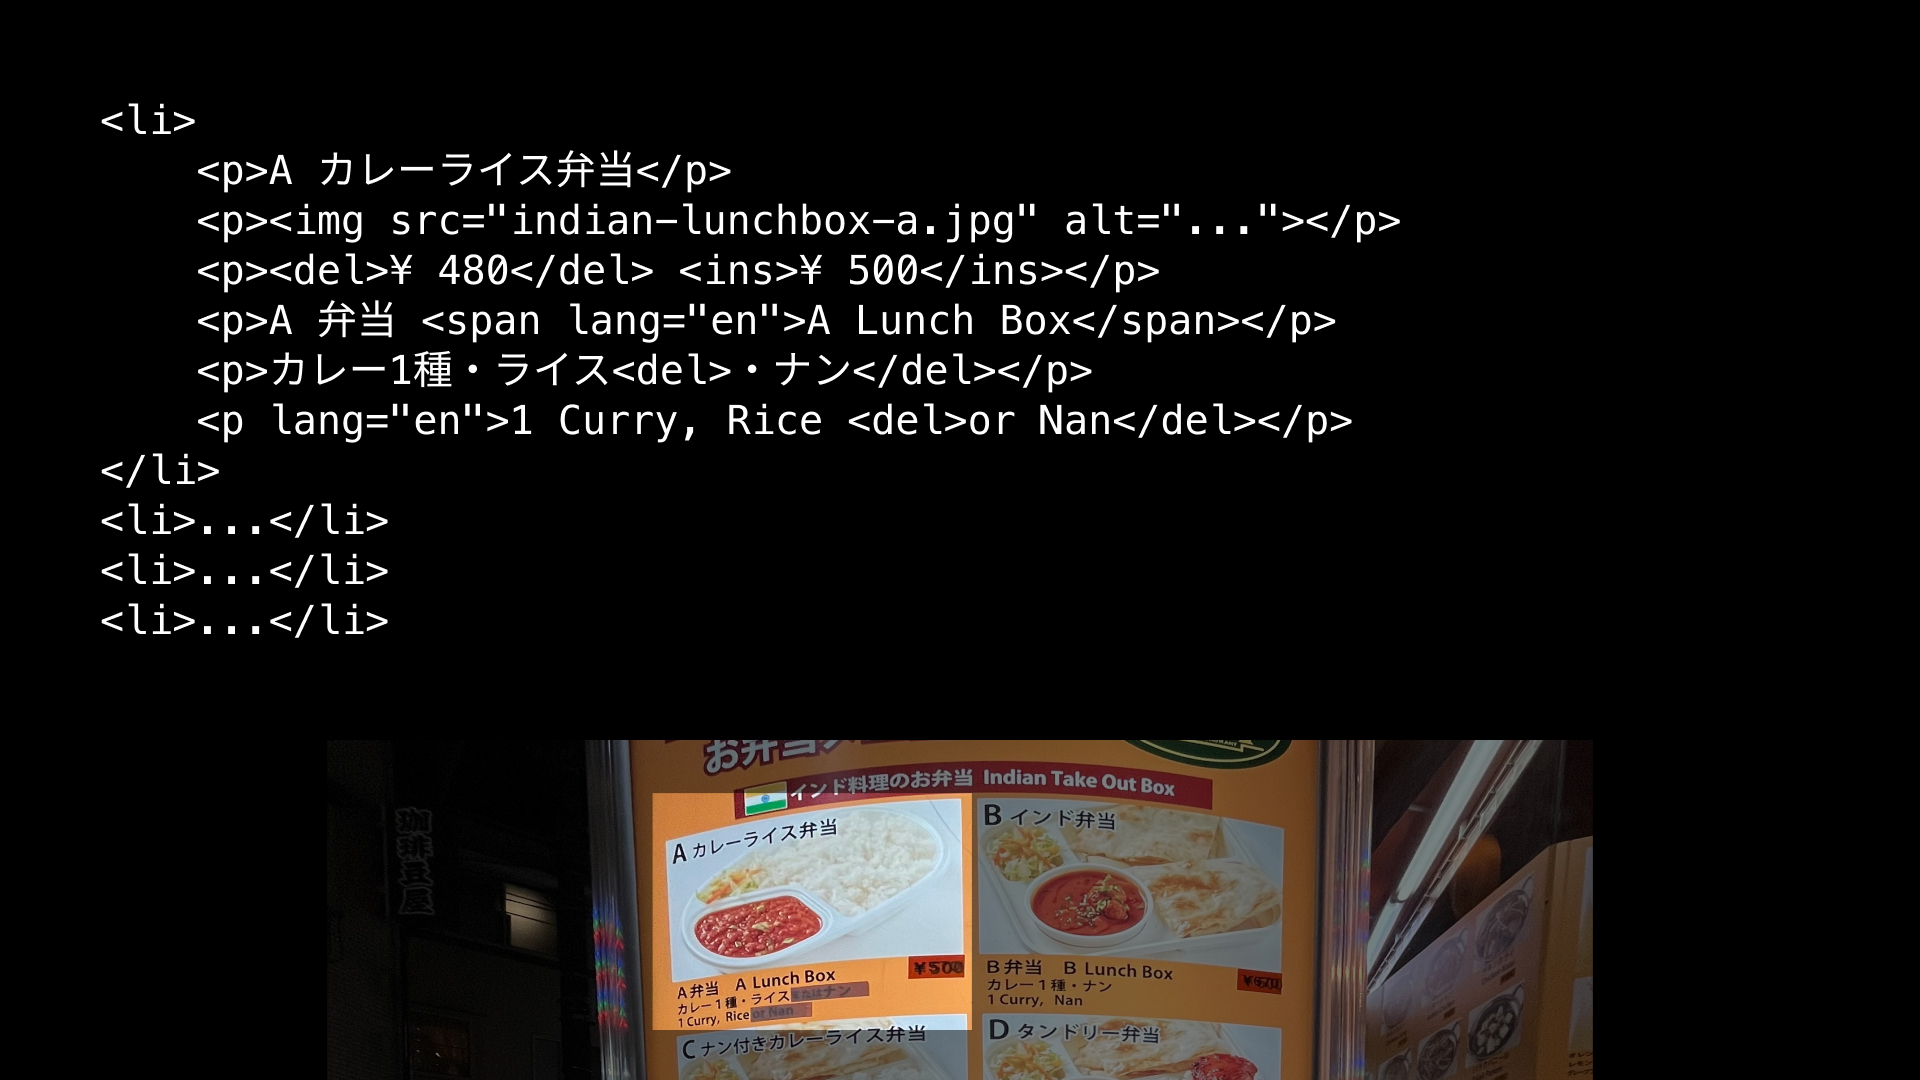 <li>
<p>A カレーライス弁当</p>
<p><img src="indian-lunchbox-a.jpg" alt="..."></p>
<p><del>¥ 480</del> <ins>¥ 500</ins></p>
<p>A 弁当 <span lang="en">A Lunch Box</span></p>
<p>カレー1種・ライス<del>・ナン</del></p>
<p lang="en">1 Curry, Rice <del>or Nan</del></p>
</li>
<li>...</li>
<li>...</li>
<li>...</li>
お弁当
インド料理のお弁当 Indian Take Out Box
珈琲豆屋
A カレーライス弁当
¥500
A弁当 A Lunch Box
カレー1種・ライスまたはナン
1 Curry, Rice or Nan
B インド弁当
B弁当 B Lunch Box
カレー1種・ナン
1 Curry, Nan
C ナン付きカレーライス弁当
D タンドリー弁当